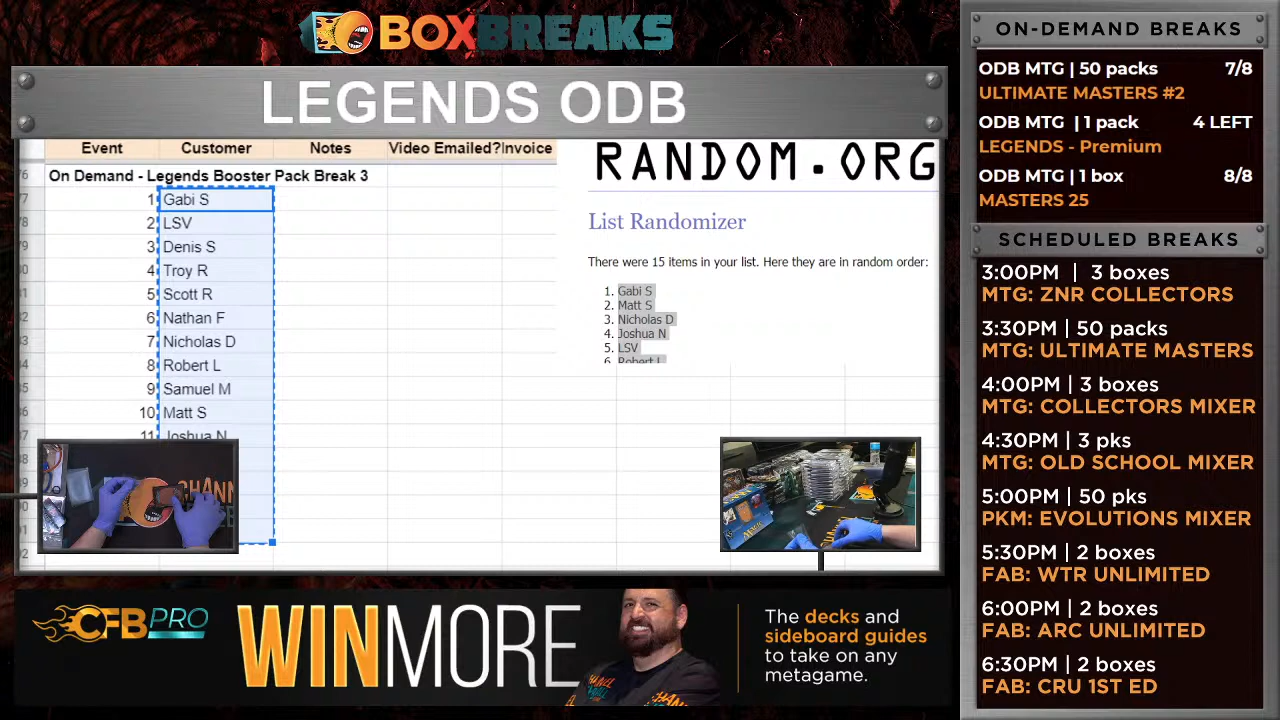 BOXBREAKS
LEGENDS ODB
Event Customer Notes Video Emailed? Invoice
On Demand - Legends Booster Pack Break 3
1 Gabi S
2 LSV
3 Denis S
4 Troy R
5 Scott R
6 Nathan F
7 Nicholas D
8 Robert L
9 Samuel M
10 Matt S
11 Joshua N
RANDOM.ORG
List Randomizer
There were 15 items in your list. Here they are in random order:
1. Gabi S
2. Matt S
3. Nicholas D
4. Joshua N
5. LSV
6. Robert L
CFB PRO
WINMORE
The decks and
sideboard guides
to take on any
metagame.
ON-DEMAND BREAKS
ODB MTG | 50 packs 7/8
ULTIMATE MASTERS #2
ODB MTG | 1 pack 4 LEFT
LEGENDS - Premium
ODB MTG | 1 box 8/8
MASTERS 25
SCHEDULED BREAKS
3:00PM | 3 boxes
MTG: ZNR COLLECTORS
3:30PM | 50 packs
MTG: ULTIMATE MASTERS
4:00PM | 3 boxes
MTG: COLLECTORS MIXER
4:30PM | 3 pks
MTG: OLD SCHOOL MIXER
5:00PM | 50 pks
PKM: EVOLUTIONS MIXER
5:30PM | 2 boxes
FAB: WTR UNLIMITED
6:00PM | 2 boxes
FAB: ARC UNLIMITED
6:30PM | 2 boxes
FAB: CRU 1ST ED